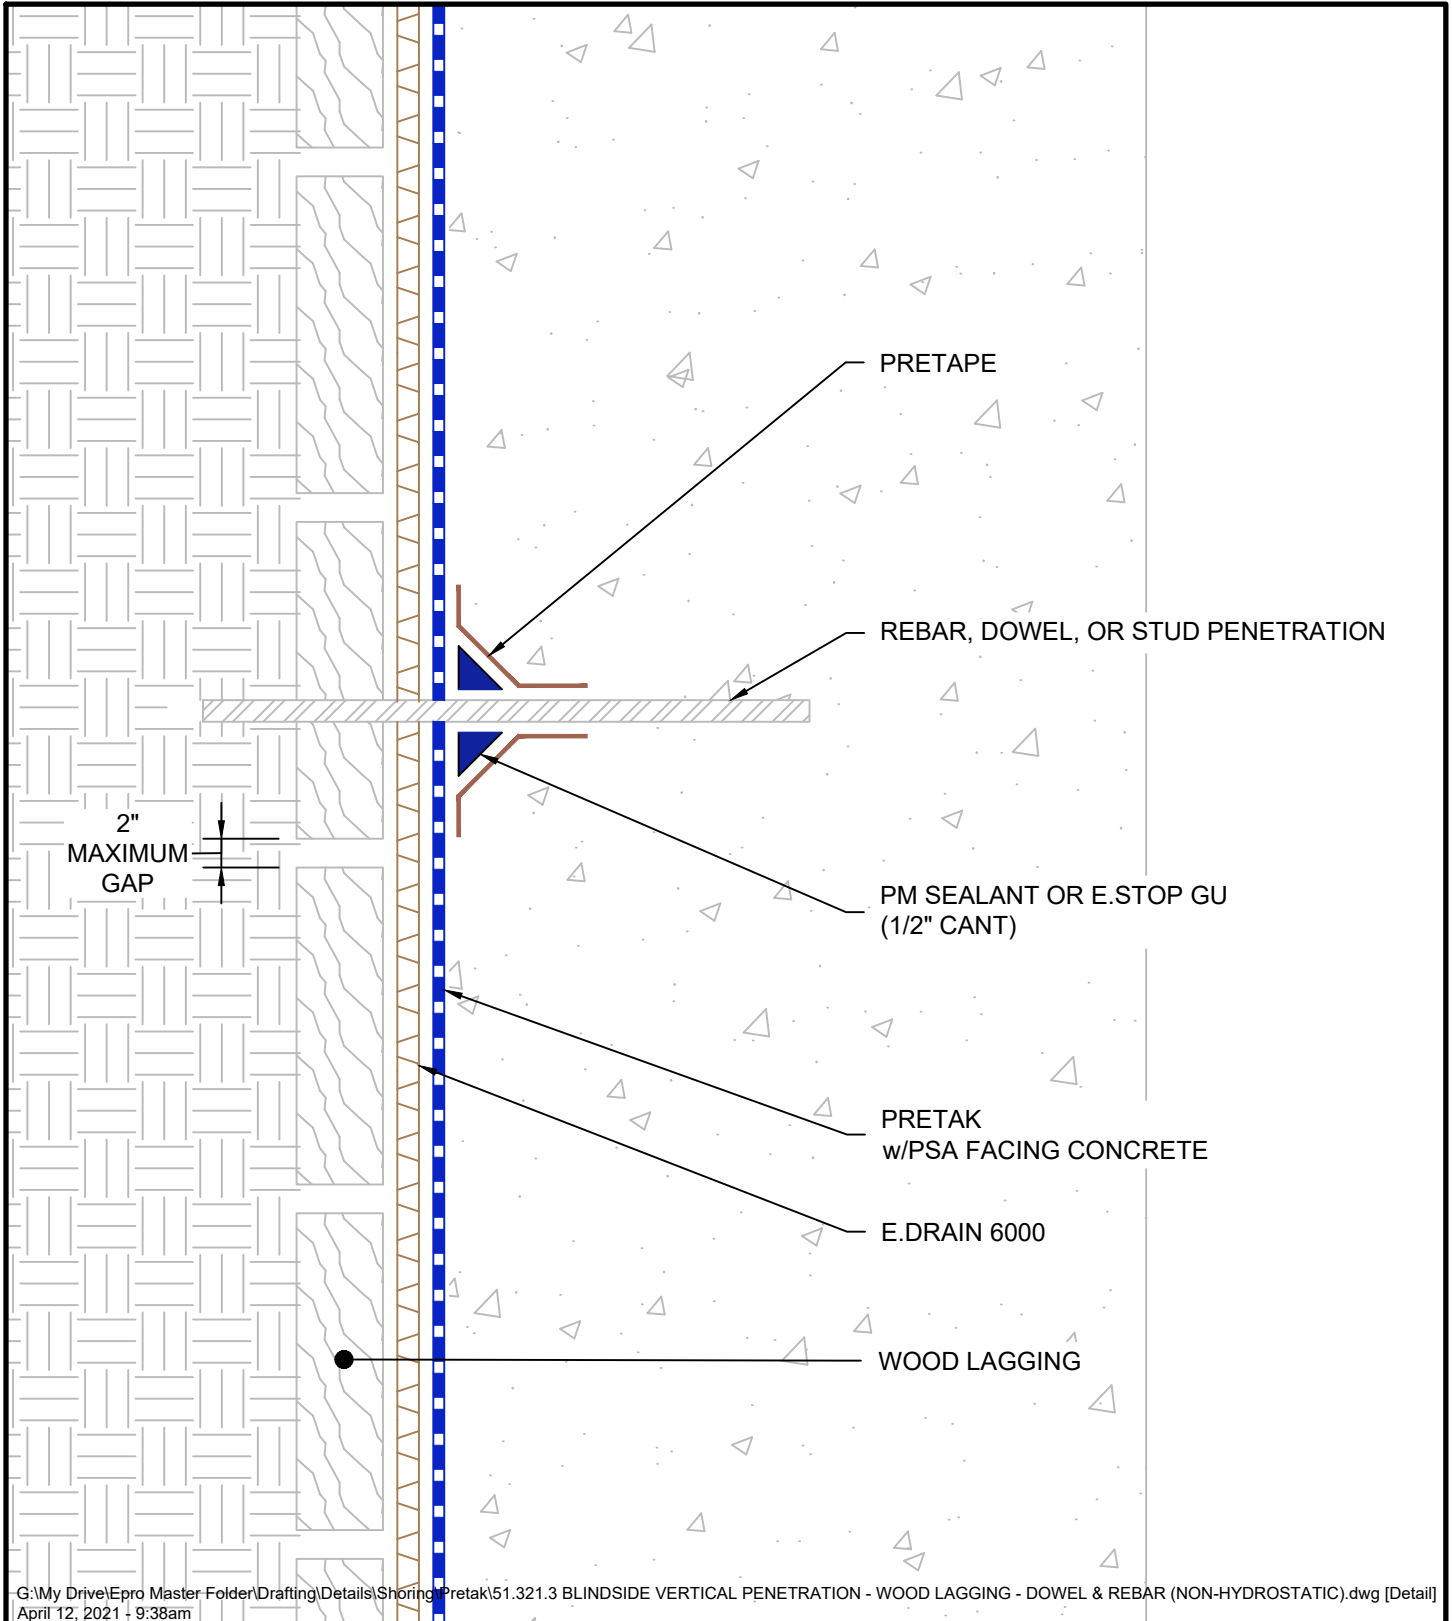 PRETAPE
REBAR, DOWEL, OR STUD PENETRATION
2"
MAXIMUM
GAP
PM SEALANT OR E.STOP GU
(1/2" CANT)
PRETAK
w/PSA FACING CONCRETE
E.DRAIN 6000
WOOD LAGGING
G:\My Drive\Epro Master Folder\Drafting\Details\Shoring\Pretak\51.321.3 BLINDSIDE VERTICAL PENETRATION - WOOD LAGGING - DOWEL & REBAR (NON-HYDROSTATIC).dwg [Detail]
April 12, 2021 - 9:38am